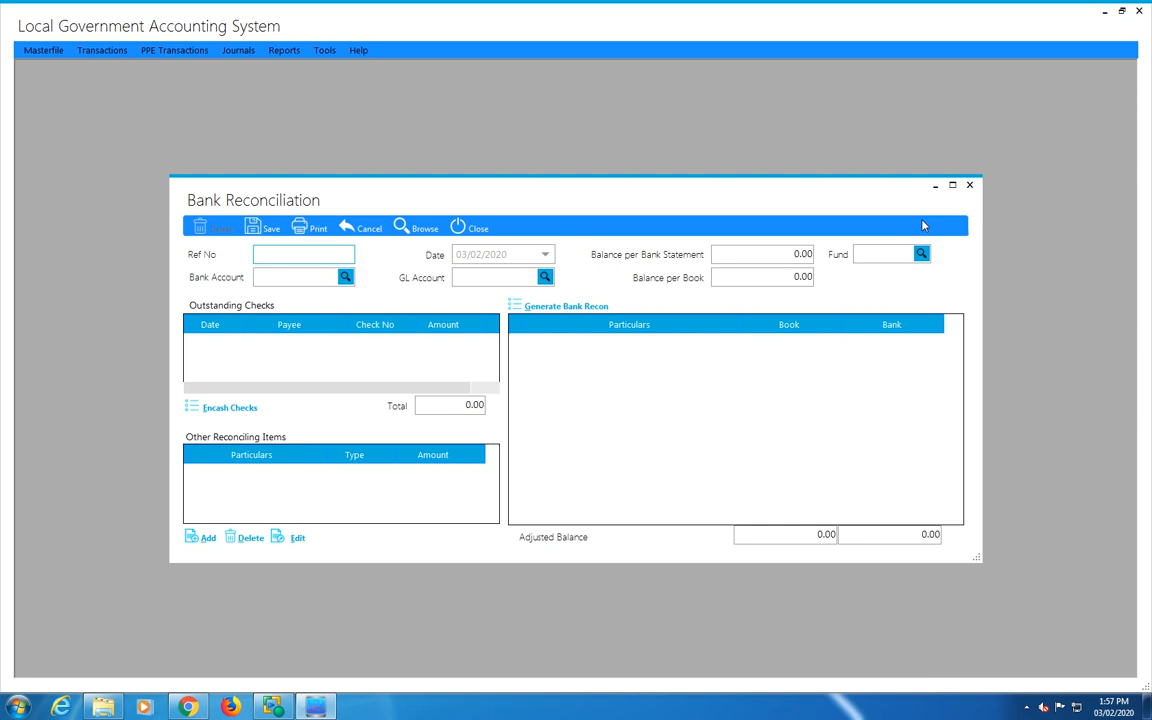 Local Government Accounting System
Masterfile Transactions PPE Transactions Journals Reports Tools Help
Bank Reconciliation
Delete Save Print Cancel Browse Close
Ref No Date 03/02/2020 Balance per Bank Statement 0.00 Fund
Bank Account GL Account Balance per Book 0.00
Outstanding Checks Generate Bank Recon
Date Payee Check No Amount Particulars Book Bank
Encash Checks Total 0.00
Other Reconciling Items
Particulars Type Amount
Add Delete Edit Adjusted Balance 0.00 0.00
1:57 PM
03/02/2020